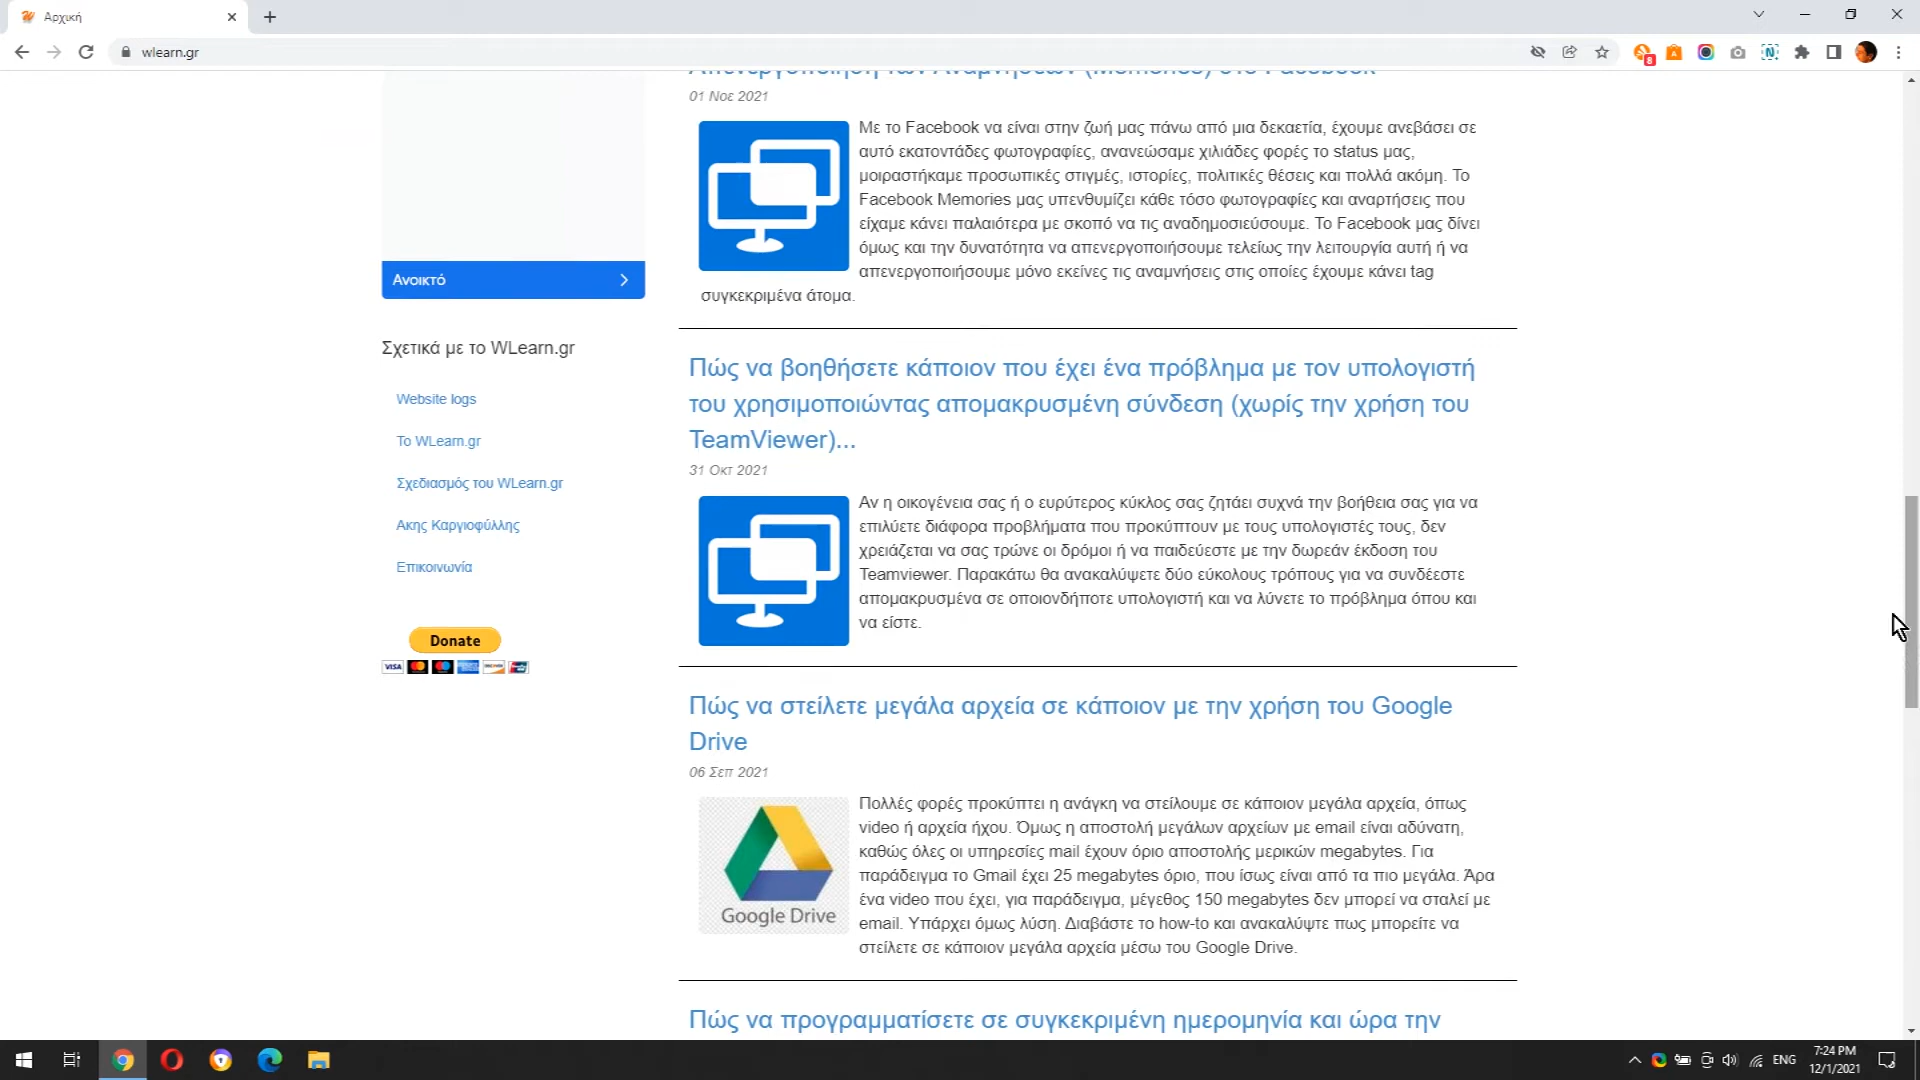 Αρχική
wlearn.gr
8
Απενεργοποίηση των Αναμνήσεων (Memories) στο Facebook
01 Νοε 2021
Με το Facebook να είναι στην ζωή μας πάνω από μια δεκαετία, έχουμε ανεβάσει σε
αυτό εκατοντάδες φωτογραφίες, ανανεώσαμε χιλιάδες φορές το status μας,
μοιραστήκαμε προσωπικές στιγμές, ιστορίες, πολιτικές θέσεις και πολλά ακόμη. Το
Facebook Memories μας υπενθυμίζει κάθε τόσο φωτογραφίες και αναρτήσεις που
είχαμε κάνει παλαιότερα με σκοπό να τις αναδημοσιεύσουμε. Το Facebook μας δίνει
όμως και την δυνατότητα να απενεργοποιήσουμε τελείως την λειτουργία αυτή ή να
απενεργοποιήσουμε μόνο εκείνες τις αναμνήσεις στις οποίες έχουμε κάνει tag
συγκεκριμένα άτομα.
Ανοικτό
Σχετικά με το WLearn.gr
Website logs
Το WLearn.gr
Σχεδιασμός του WLearn.gr
Ακης Καργιοφύλλης
Επικοινωνία
Donate
VISA
DISCOVER
Πώς να βοηθήσετε κάποιον που έχει ένα πρόβλημα με τον υπολογιστή
του χρησιμοποιώντας απομακρυσμένη σύνδεση (χωρίς την χρήση του
TeamViewer)...
31 Οκτ 2021
Αν η οικογένεια σας ή ο ευρύτερος κύκλος σας ζητάει συχνά την βοήθεια σας για να
επιλύετε διάφορα προβλήματα που προκύπτουν με τους υπολογιστές τους, δεν
χρειάζεται να σας τρώνε οι δρόμοι ή να παιδεύεστε με την δωρεάν έκδοση του
Teamviewer. Παρακάτω θα ανακαλύψετε δύο εύκολους τρόπους για να συνδέεστε
απομακρυσμένα σε οποιονδήποτε υπολογιστή και να λύνετε το πρόβλημα όπου και
να είστε.
Πώς να στείλετε μεγάλα αρχεία σε κάποιον με την χρήση του Google
Drive
06 Σεπ 2021
Google Drive
Πολλές φορές προκύπτει η ανάγκη να στείλουμε σε κάποιον μεγάλα αρχεία, όπως
video ή αρχεία ήχου. Όμως η αποστολή μεγάλων αρχείων με email είναι αδύνατη,
καθώς όλες οι υπηρεσίες mail έχουν όριο αποστολής μερικών megabytes. Για
παράδειγμα το Gmail έχει 25 megabytes όριο, που ίσως είναι από τα πιο μεγάλα. Άρα
ένα video που έχει, για παράδειγμα, μέγεθος 150 megabytes δεν μπορεί να σταλεί με
email. Υπάρχει όμως λύση. Διαβάστε το how-to και ανακαλύψτε πως μπορείτε να
στείλετε σε κάποιον μεγάλα αρχεία μέσω του Google Drive.
Πώς να προγραμματίσετε σε συγκεκριμένη ημερομηνία και ώρα την
ENG
7:24 PM
12/1/2021